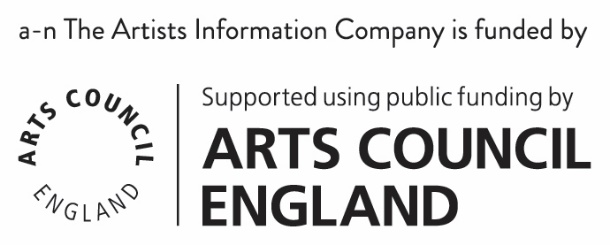 a-n The Artists Information Company is funded by
ARTS COUNCIL
ENGLAND
Supported using public funding by
ARTS COUNCIL
ENGLAND